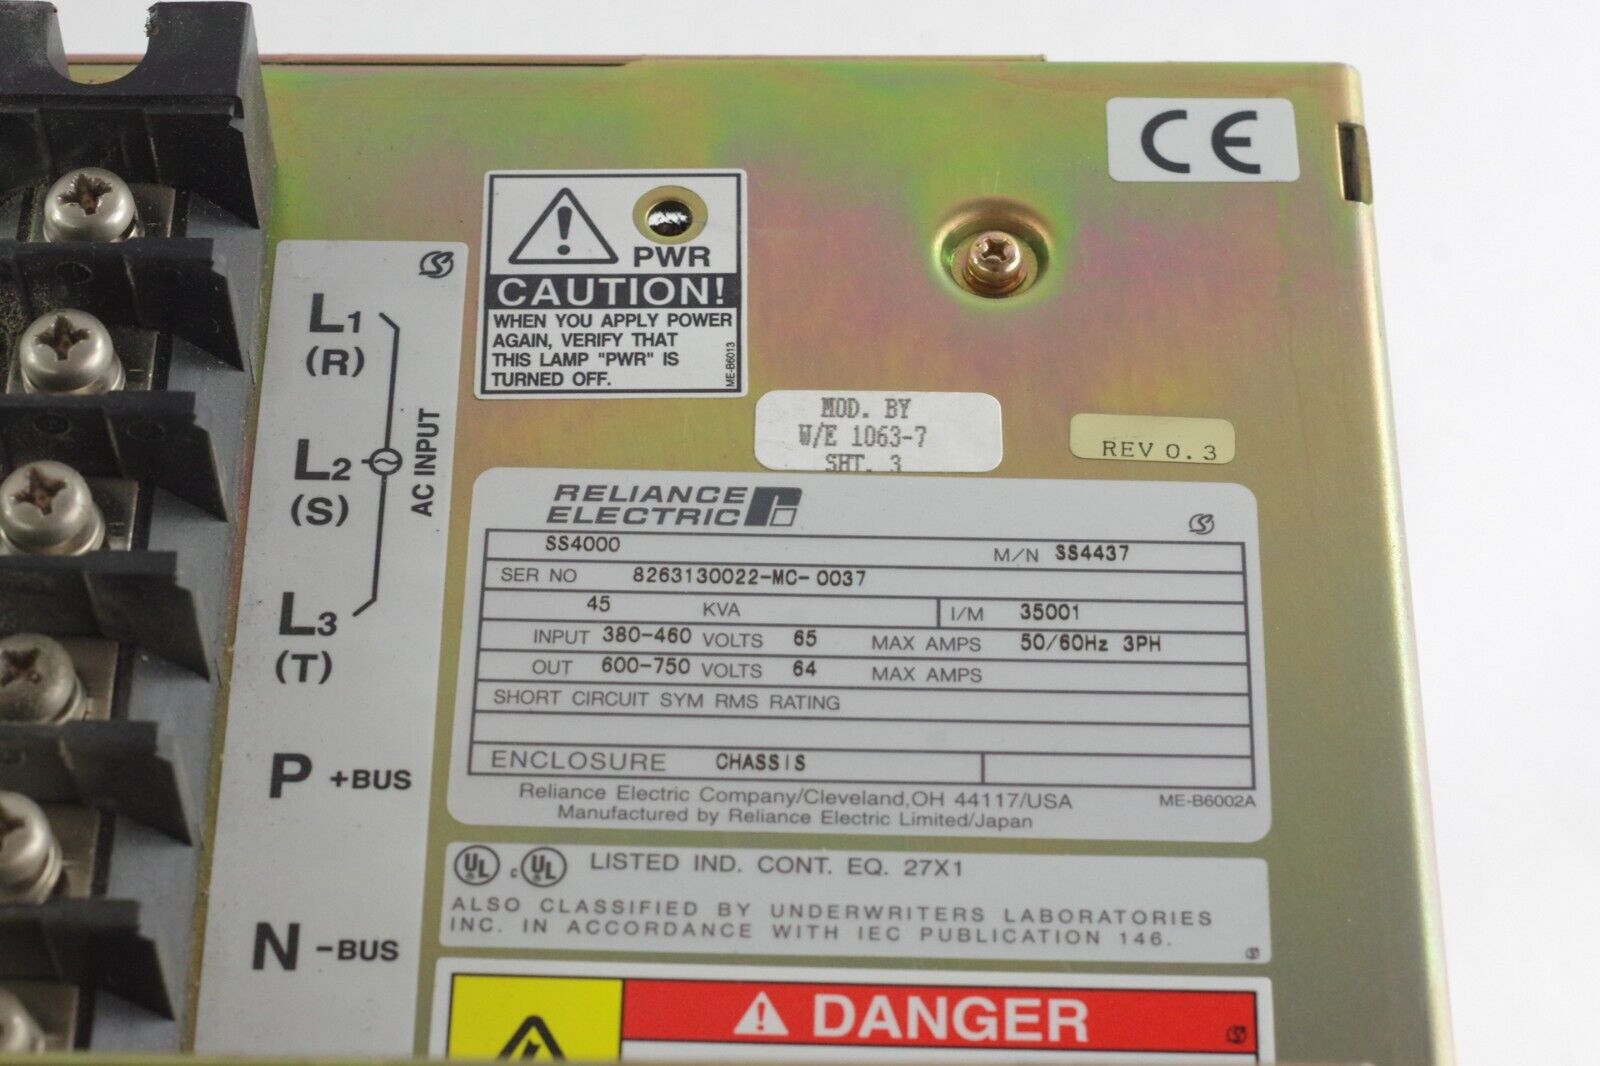 CE
PWR
CAUTION!
WHEN YOU APPLY POWER
AGAIN, VERIFY THAT
THIS LAMP "PWR" IS
TURNED OFF.
ME-B6013
L1
(R)
L2
(S)
L3
(T)
AC INPUT
P +BUS
N -BUS
MOD. BY
W/E 1063-7
SHT. 3
REV 0.3
RELIANCE
ELECTRIC
SS4000 M/N SS4437
SER NO 8263130022-MC-0037
45 KVA I/M 35001
INPUT 380-460 VOLTS 65 MAX AMPS 50/60Hz 3PH
OUT 600-750 VOLTS 64 MAX AMPS
SHORT CIRCUIT SYM RMS RATING
ENCLOSURE CHASSIS
Reliance Electric Company/Cleveland,OH 44117/USA ME-B6002A
Manufactured by Reliance Electric Limited/Japan
UL c UL LISTED IND. CONT. EQ. 27X1
ALSO CLASSIFIED BY UNDERWRITERS LABORATORIES
INC. IN ACCORDANCE WITH IEC PUBLICATION 146.
DANGER